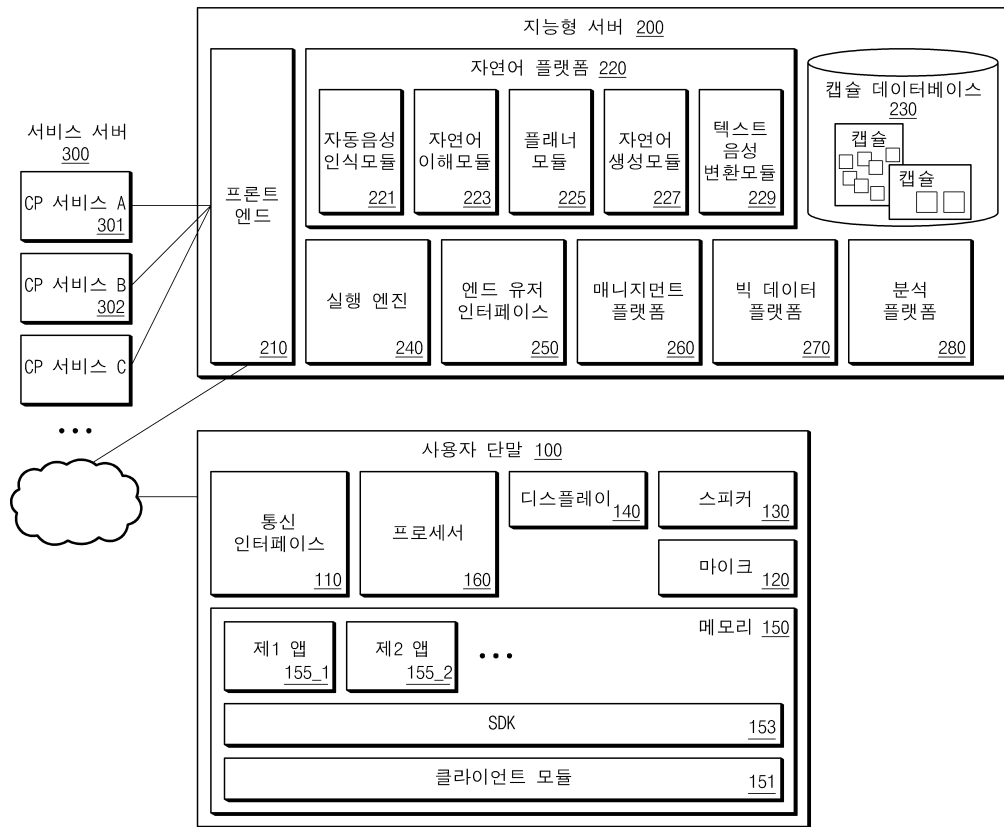 지능형 서버 200
자연어 플랫폼 220
자동음성
인식모듈
221
자연어
이해모듈
223
플래너
모듈
225
자연어
생성모듈
227
텍스트
음성
변환모듈
229
캡슐 데이터베이스
230
캡슐
캡슐
프론트
엔드
210
실행 엔진
240
엔드 유저
인터페이스
250
매니지먼트
플랫폼
260
빅 데이터
플랫폼
270
분석
플랫폼
280
서비스 서버
300
CP 서비스 A
301
CP 서비스 B
302
CP 서비스 C
...
사용자 단말 100
통신
인터페이스
110
프로세서
160
디스플레이
140
스피커
130
마이크
120
메모리 150
제1 앱
155_1
제2 앱
155_2
...
SDK
153
클라이언트 모듈
151